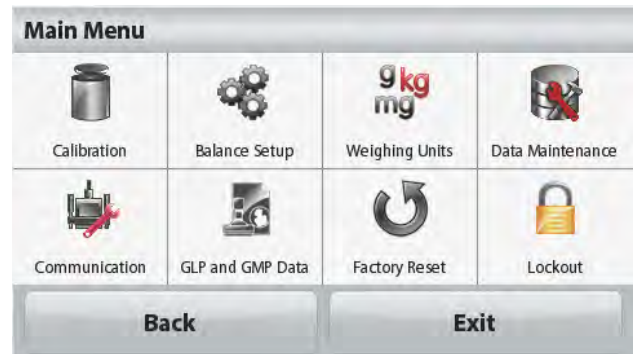 Main Menu
g kg
mg
Calibration
Balance Setup
Weighing Units
Data Maintenance
Communication
GLP and GMP Data
Factory Reset
Lockout
Back
Exit